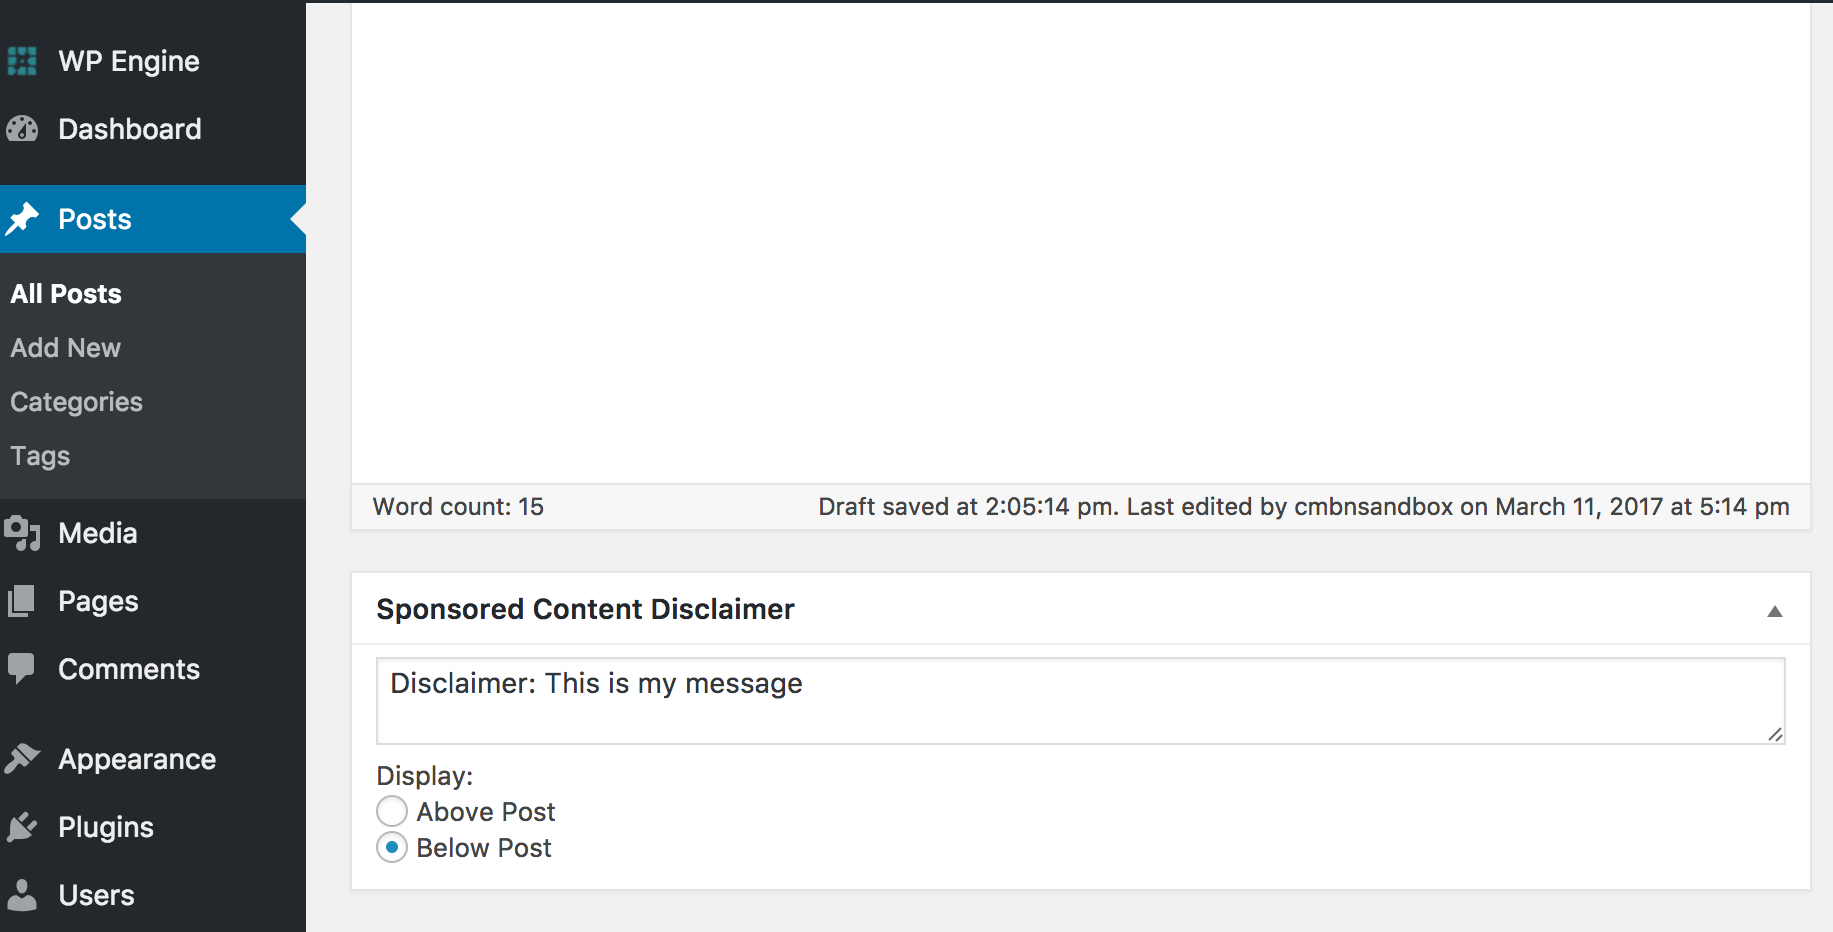 WP Engine
Dashboard
Posts
All Posts
Add New
Categories
Tags
Media
Pages
Comments
Appearance
Plugins
Users
Word count: 15
Draft saved at 2:05:14 pm. Last edited by cmbnsandbox on March 11, 2017 at 5:14 pm
Sponsored Content Disclaimer
Disclaimer: This is my message
Display:
Above Post
Below Post